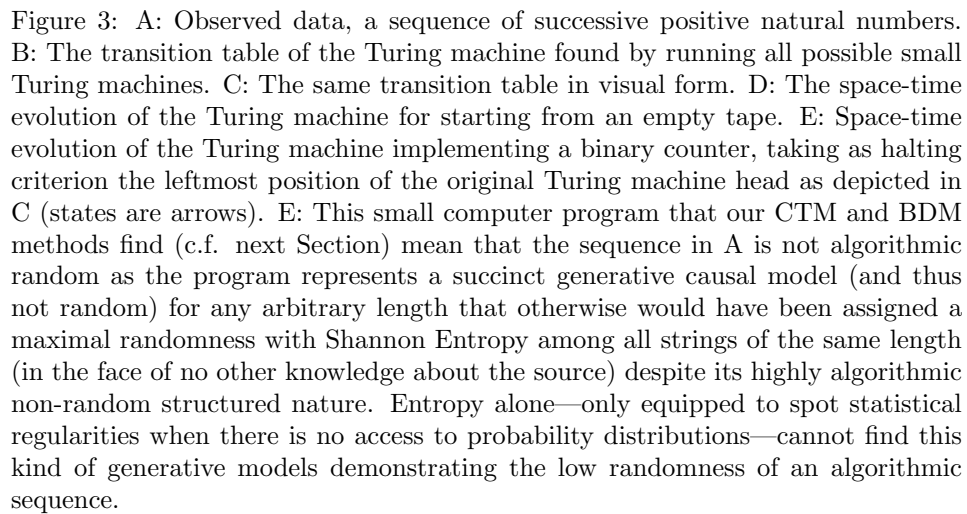 Figure 3: A: Observed data, a sequence of successive positive natural numbers.
B: The transition table of the Turing machine found by running all possible small
Turing machines. C: The same transition table in visual form. D: The space-time
evolution of the Turing machine for starting from an empty tape. E: Space-time
evolution of the Turing machine implementing a binary counter, taking as halting
criterion the leftmost position of the original Turing machine head as depicted in
C (states are arrows). E: This small computer program that our CTM and BDM
methods find (c.f. next Section) mean that the sequence in A is not algorithmic
random as the program represents a succinct generative causal model (and thus
not random) for any arbitrary length that otherwise would have been assigned a
maximal randomness with Shannon Entropy among all strings of the same length
(in the face of no other knowledge about the source) despite its highly algorithmic
non-random structured nature. Entropy alone—only equipped to spot statistical
regularities when there is no access to probability distributions—cannot find this
kind of generative models demonstrating the low randomness of an algorithmic
sequence.